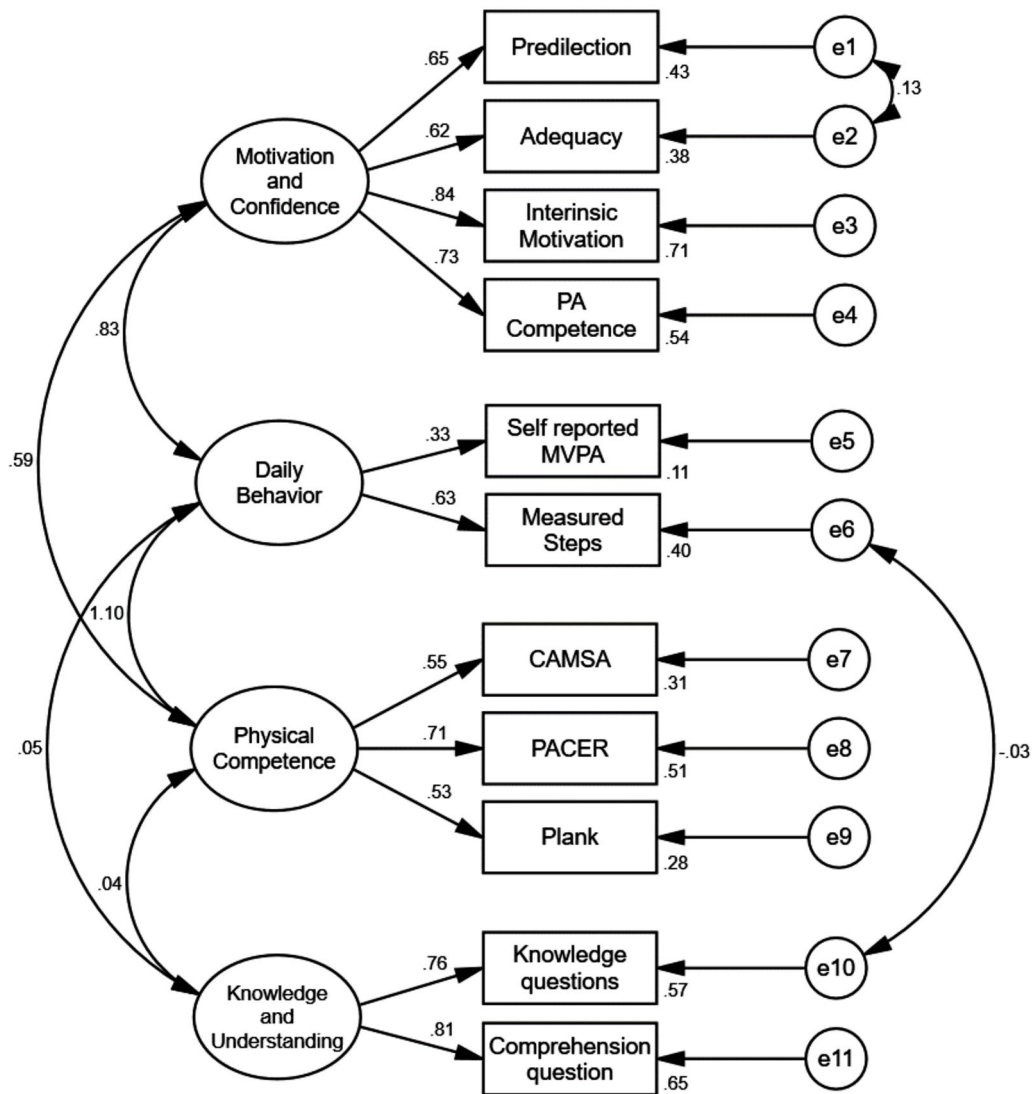 Predilection
e1
.65
.43
.13
.62
Adequacy
e2
.38
Motivation
and
Confidence
.84
Interinsic
Motivation
e3
.71
.73
PA
Competence
e4
.54
.83
.59
.33
Self reported
MVPA
e5
.11
Daily
Behavior
.63
Measured
Steps
e6
.40
1.10
.55
CAMSA
e7
.31
Physical
Competence
.71
PACER
e8
.51
.05
-.03
.53
Plank
e9
.28
.04
.76
Knowledge
questions
e10
.57
Knowledge
and
Understanding
.81
Comprehension
question
e11
.65